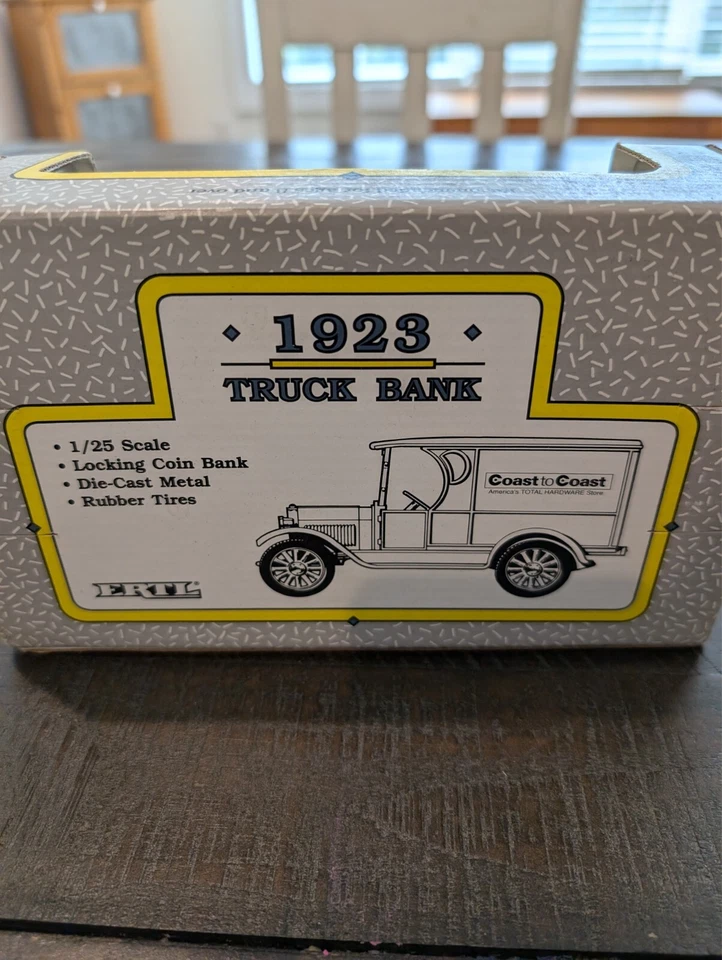 1923
TRUCK BANK
• 1/25 Scale
• Locking Coin Bank
• Die-Cast Metal
• Rubber Tires
Coast to Coast
America's TOTAL HARDWARE Store
ERTL®